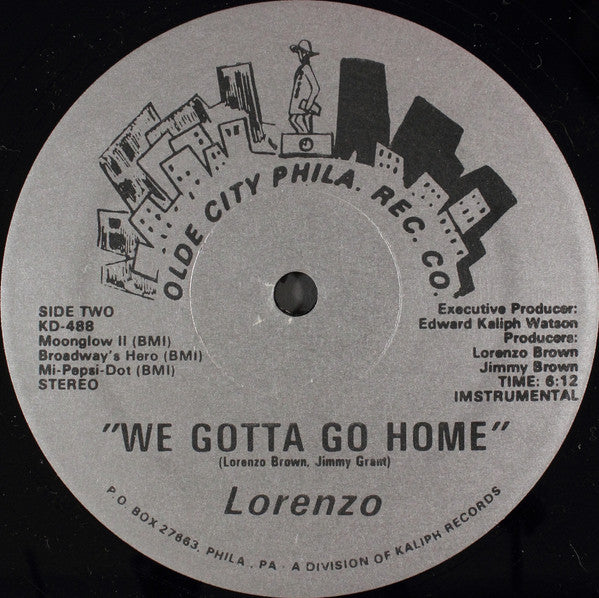 OLDE CITY PHILA. REC. CO.
SIDE TWO
KD-488
Moonglow II (BMI)
Broadway's Hero (BMI)
Mi-Pepsi-Dot (BMI)
STEREO
Executive Producer:
Edward Kaliph Watson
Producers:
Lorenzo Brown
Jimmy Brown
TIME: 6:12
IMSTRUMENTAL
"WE GOTTA GO HOME"
(Lorenzo Brown, Jimmy Grant)
Lorenzo
P.O. BOX 27863, PHILA., PA - A DIVISION OF KALIPH RECORDS